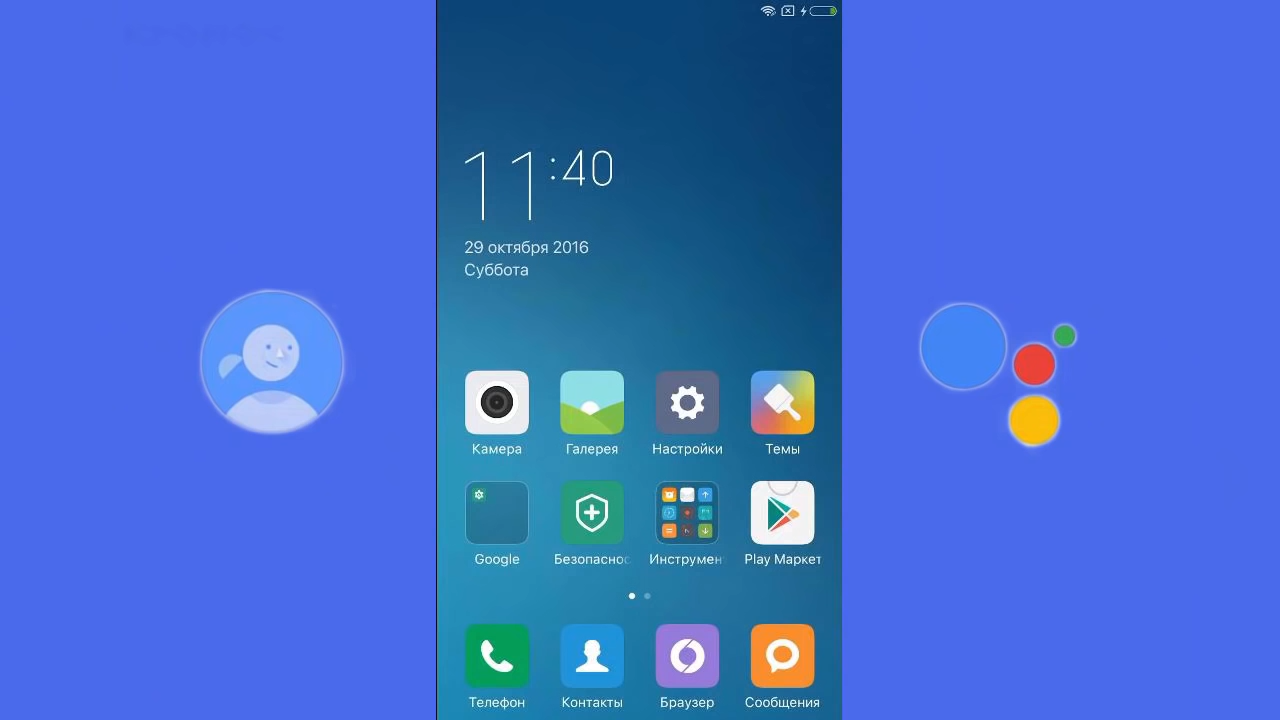 11:40
29 октября 2016
Суббота
Камера
Галерея
Настройки
Темы
Google
Безопаснос
Инструмен
Play Маркет
Телефон
Контакты
Браузер
Сообщения